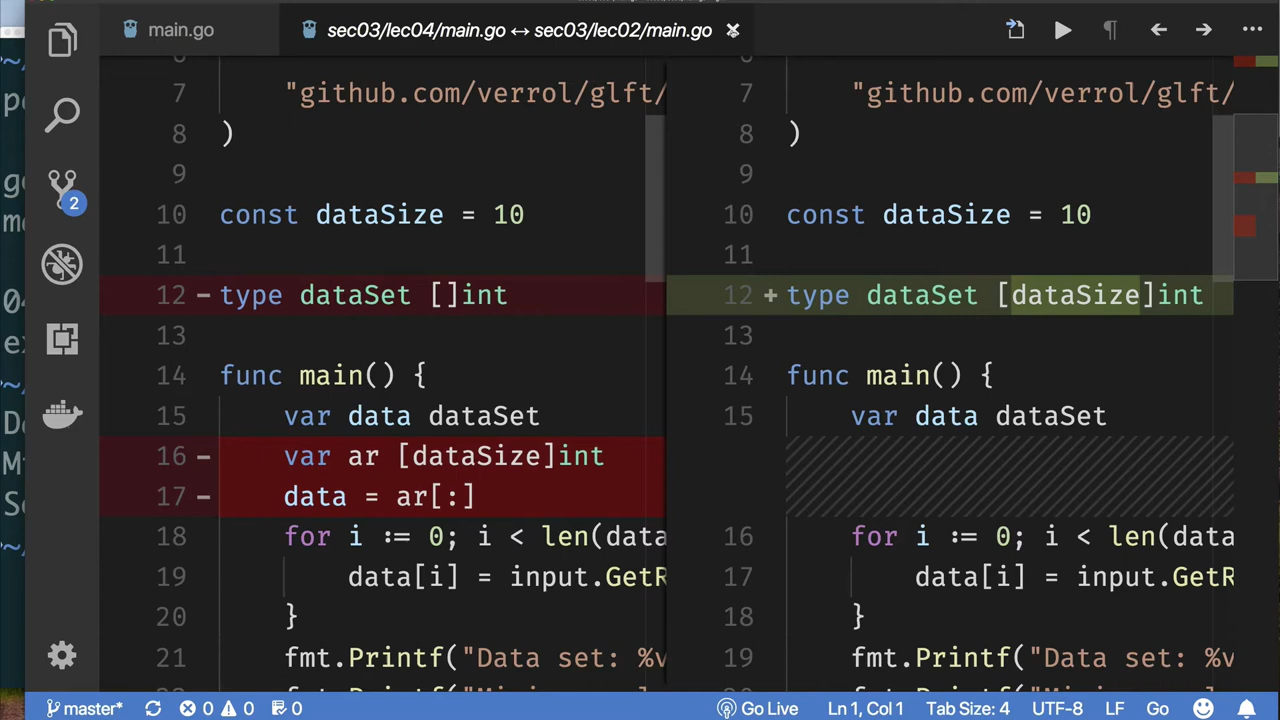 main.go
sec03/lec04/main.go ↔ sec03/lec02/main.go
6
7 "github.com/verrol/glft/
8 )
9
10 const dataSize = 10
11
12 - type dataSet []int
13
14 func main() {
15 var data dataSet
16 - var ar [dataSize]int
17 - data = ar[:]
18 for i := 0; i < len(data
19 data[i] = input.GetR
20 }
21 fmt.Printf("Data set: %v
6
7 "github.com/verrol/glft/
8 )
9
10 const dataSize = 10
11
12 + type dataSet [dataSize]int
13
14 func main() {
15 var data dataSet
16 for i := 0; i < len(data
17 data[i] = input.GetR
18 }
19 fmt.Printf("Data set: %v
2
master* 0 0 0 Go Live Ln 1, Col 1 Tab Size: 4 UTF-8 LF Go